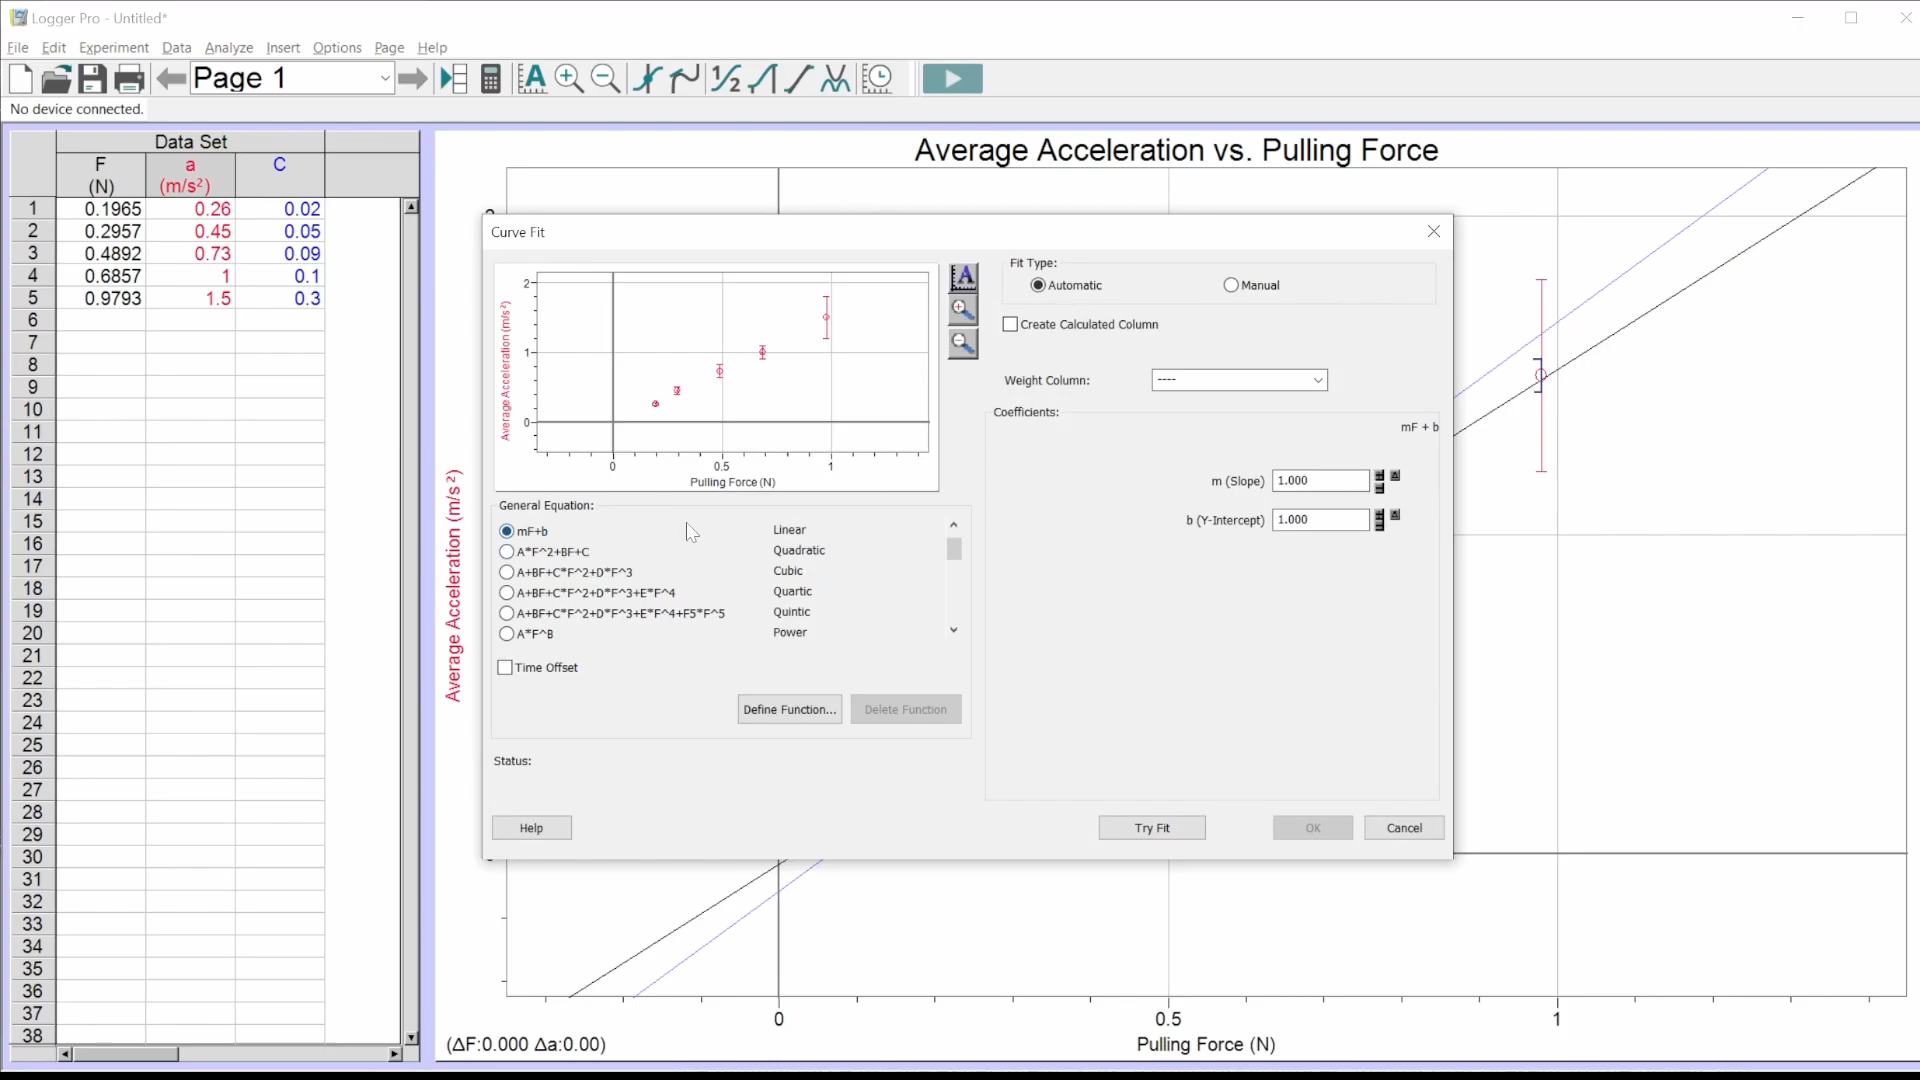 Logger Pro - Untitled*
File Edit Experiment Data Analyze Insert Options Page Help
Page 1
No device connected.
Data Set
F a C
(N) (m/s²)
1 0.1965 0.26 0.02
2 0.2957 0.45 0.05
3 0.4892 0.73 0.09
4 0.6857 1 0.1
5 0.9793 1.5 0.3
6
7
8
9
10
11
12
13
14
15
16
17
18
19
20
21
22
23
24
25
26
27
28
29
30
31
32
33
34
35
36
37
38
Average Acceleration vs. Pulling Force
Average Acceleration (m/s²)
Curve Fit
2
1
0
Average Acceleration (m/s²)
0 0.5 1
Pulling Force (N)
Fit Type:
Automatic Manual
Create Calculated Column
Weight Column: ----
Coefficients:
mF + b
m (Slope) 1.000
b (Y-Intercept) 1.000
General Equation:
mF+b Linear
A*F^2+BF+C Quadratic
A+BF+C*F^2+D*F^3 Cubic
A+BF+C*F^2+D*F^3+E*F^4 Quartic
A+BF+C*F^2+D*F^3+E*F^4+F5*F^5 Quintic
A*F^B Power
Time Offset
Define Function... Delete Function
Status:
Help Try Fit OK Cancel
0 0.5 1
(ΔF:0.000 Δa:0.00) Pulling Force (N)